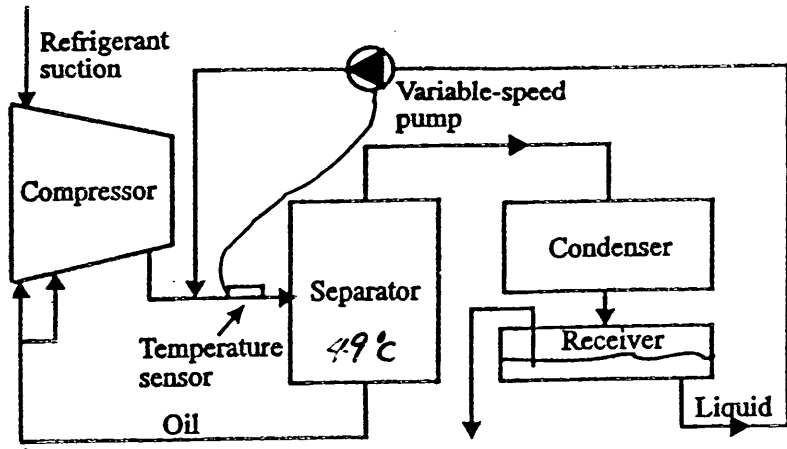 Refrigerant
suction
Variable-speed
pump
Compressor
Separator
49°C
Condenser
Receiver
Temperature
sensor
Oil
Liquid